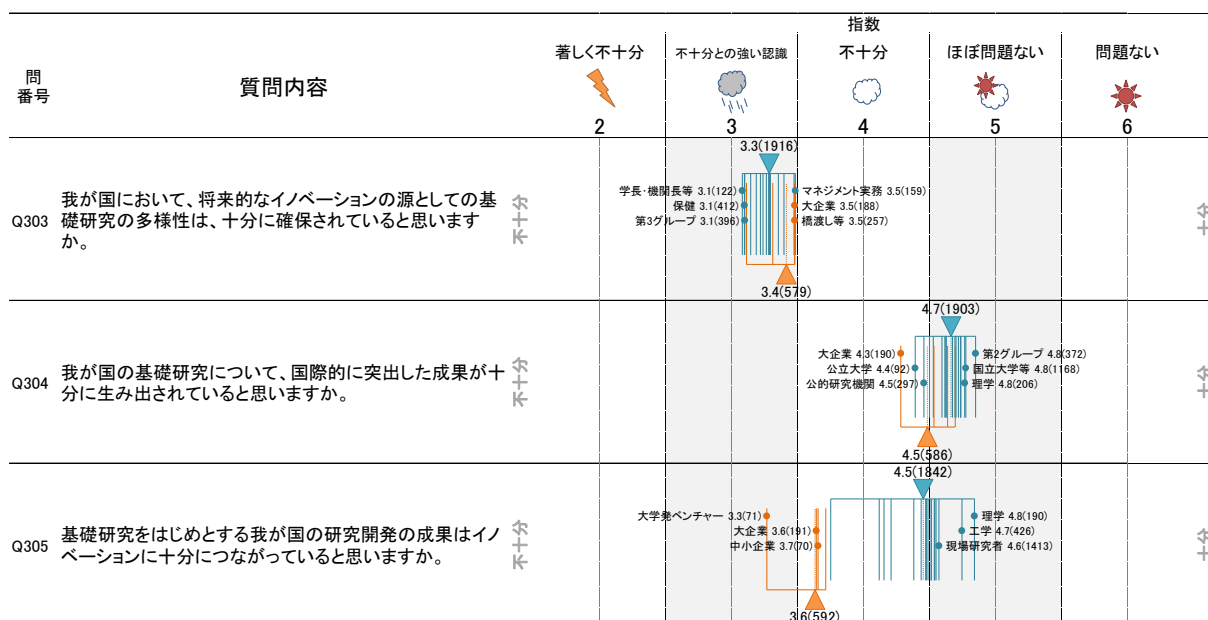 指数
問
番号
質問内容
著しく不十分
不十分との強い認識
不十分
ほぼ問題ない
問題ない
2
3
4
5
6
Q303
我が国において、将来的なイノベーションの源としての基
礎研究の多様性は、十分に確保されていると思います
か。
不十分
3.3(1916)
学長・機関長等 3.1(122)
保健 3.1(412)
第3グループ 3.1(396)
マネジメント実務 3.5(159)
大企業 3.5(188)
橋渡し等 3.5(257)
3.4(579)
十分
Q304
我が国の基礎研究について、国際的に突出した成果が十
分に生み出されていると思いますか。
不十分
4.7(1903)
大企業 4.3(190)
公立大学 4.4(92)
公的研究機関 4.5(297)
第2グループ 4.8(372)
国立大学等 4.8(1168)
理学 4.8(206)
4.5(586)
十分
Q305
基礎研究をはじめとする我が国の研究開発の成果はイノ
ベーションに十分につながっていると思いますか。
不十分
4.5(1842)
大学発ベンチャー 3.3(71)
大企業 3.6(191)
中小企業 3.7(70)
理学 4.8(190)
工学 4.7(426)
現場研究者 4.6(1413)
3.6(592)
十分